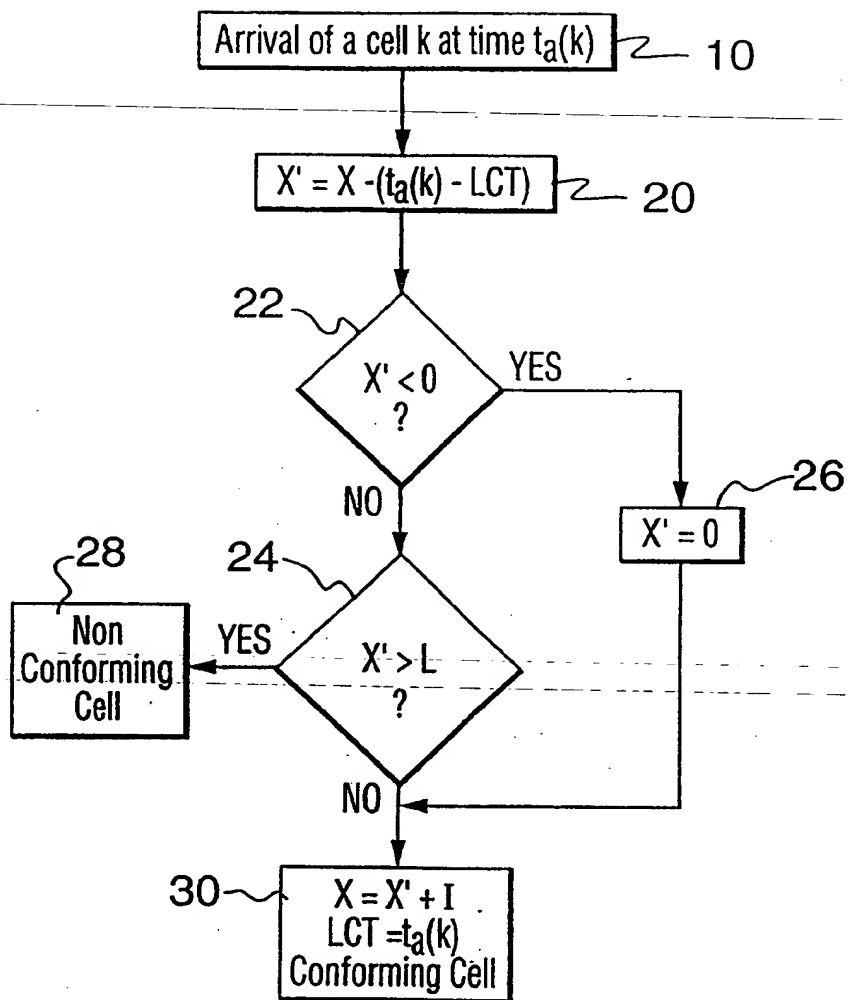 Arrival of a cell k at time ta(k)
10
X' = X -(ta(k) - LCT)
20
22
X' < 0
?
YES
NO
26
X' = 0
28
Non
Conforming
Cell
24
YES
X' > L
?
NO
30
X = X' + I
LCT =ta(k)
Conforming Cell